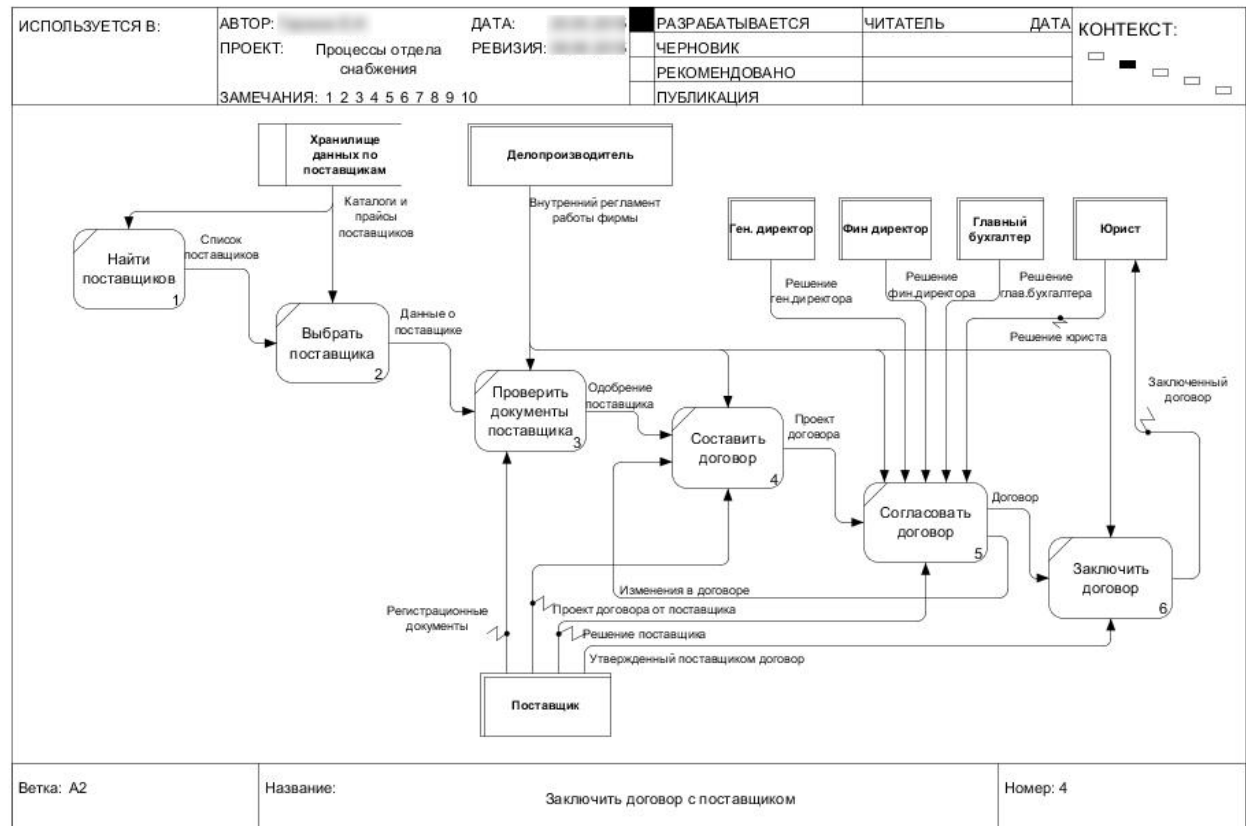 ИСПОЛЬЗУЕТСЯ В:
АВТОР:
ДАТА:
ПРОЕКТ: Процессы отдела
снабжения
РЕВИЗИЯ:
ЗАМЕЧАНИЯ: 1 2 3 4 5 6 7 8 9 10
РАЗРАБАТЫВАЕТСЯ
ЧЕРНОВИК
РЕКОМЕНДОВАНО
ПУБЛИКАЦИЯ
ЧИТАТЕЛЬ
ДАТА
КОНТЕКСТ:
Хранилище
данных по
поставщикам
Делопроизводитель
Каталоги и
прайсы
поставщиков
Внутренний регламент
работы фирмы
Ген. директор
Фин директор
Главный
бухгалтер
Юрист
Найти
поставщиков
1
Список
поставщиков
Решение
ген.директора
Решение
фин.директора
Решение
глав.бухгалтера
Решение юриста
Выбрать
поставщика
2
Данные о
поставщике
Проверить
документы
поставщика
3
Одобрение
поставщика
Заключенный
договор
Составить
договор
4
Проект
договора
Согласовать
договор
5
Договор
Заключить
договор
6
Изменения в договоре
Регистрационные
документы
Проект договора от поставщика
Решение поставщика
Утвержденный поставщиком договор
Поставщик
Ветка: A2
Название:
Заключить договор с поставщиком
Номер: 4